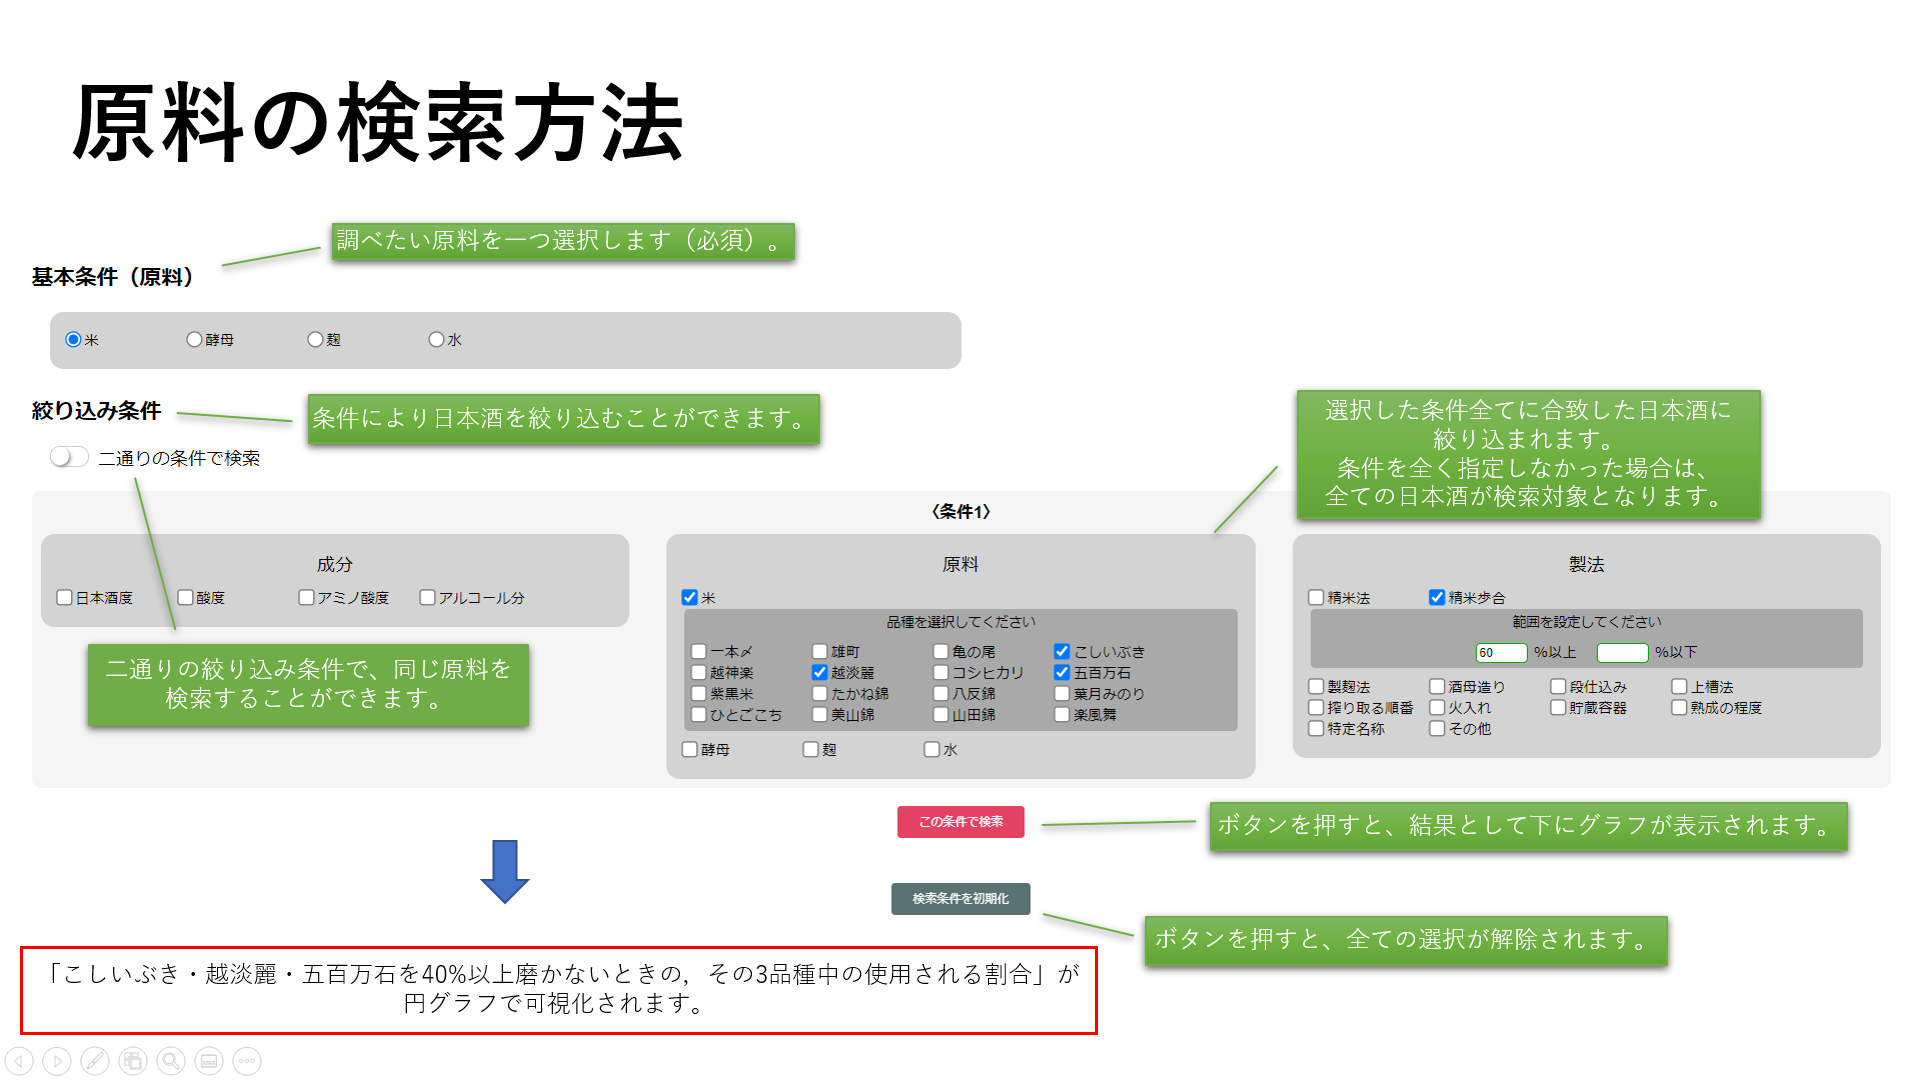 原料の検索方法
調べたい原料を一つ選択します（必須）。
基本条件（原料）
米 酵母 麹 水
絞り込み条件
条件により日本酒を絞り込むことができます。
二通りの条件で検索
選択した条件全てに合致した日本酒に
絞り込まれます。
条件を全く指定しなかった場合は、
全ての日本酒が検索対象となります。
〈条件1〉
成分
日本酒度 酸度 アミノ酸度 アルコール分
二通りの絞り込み条件で、同じ原料を
検索することができます。
原料
米
品種を選択してください
一本〆 雄町 亀の尾 こしいぶき
越神楽 越淡麗 コシヒカリ 五百万石
紫黒米 たかね錦 八反錦 葉月みのり
ひとごこち 美山錦 山田錦 楽風舞
酵母 麹 水
製法
精米法 精米歩合
範囲を設定してください
60 %以上 %以下
製麹法 酒母造り 段仕込み 上槽法
搾り取る順番 火入れ 貯蔵容器 熟成の程度
特定名称 その他
この条件で検索
ボタンを押すと、結果として下にグラフが表示されます。
検索条件を初期化
ボタンを押すと、全ての選択が解除されます。
「こしいぶき・越淡麗・五百万石を40%以上磨かないときの，その3品種中の使用される割合」が
円グラフで可視化されます。